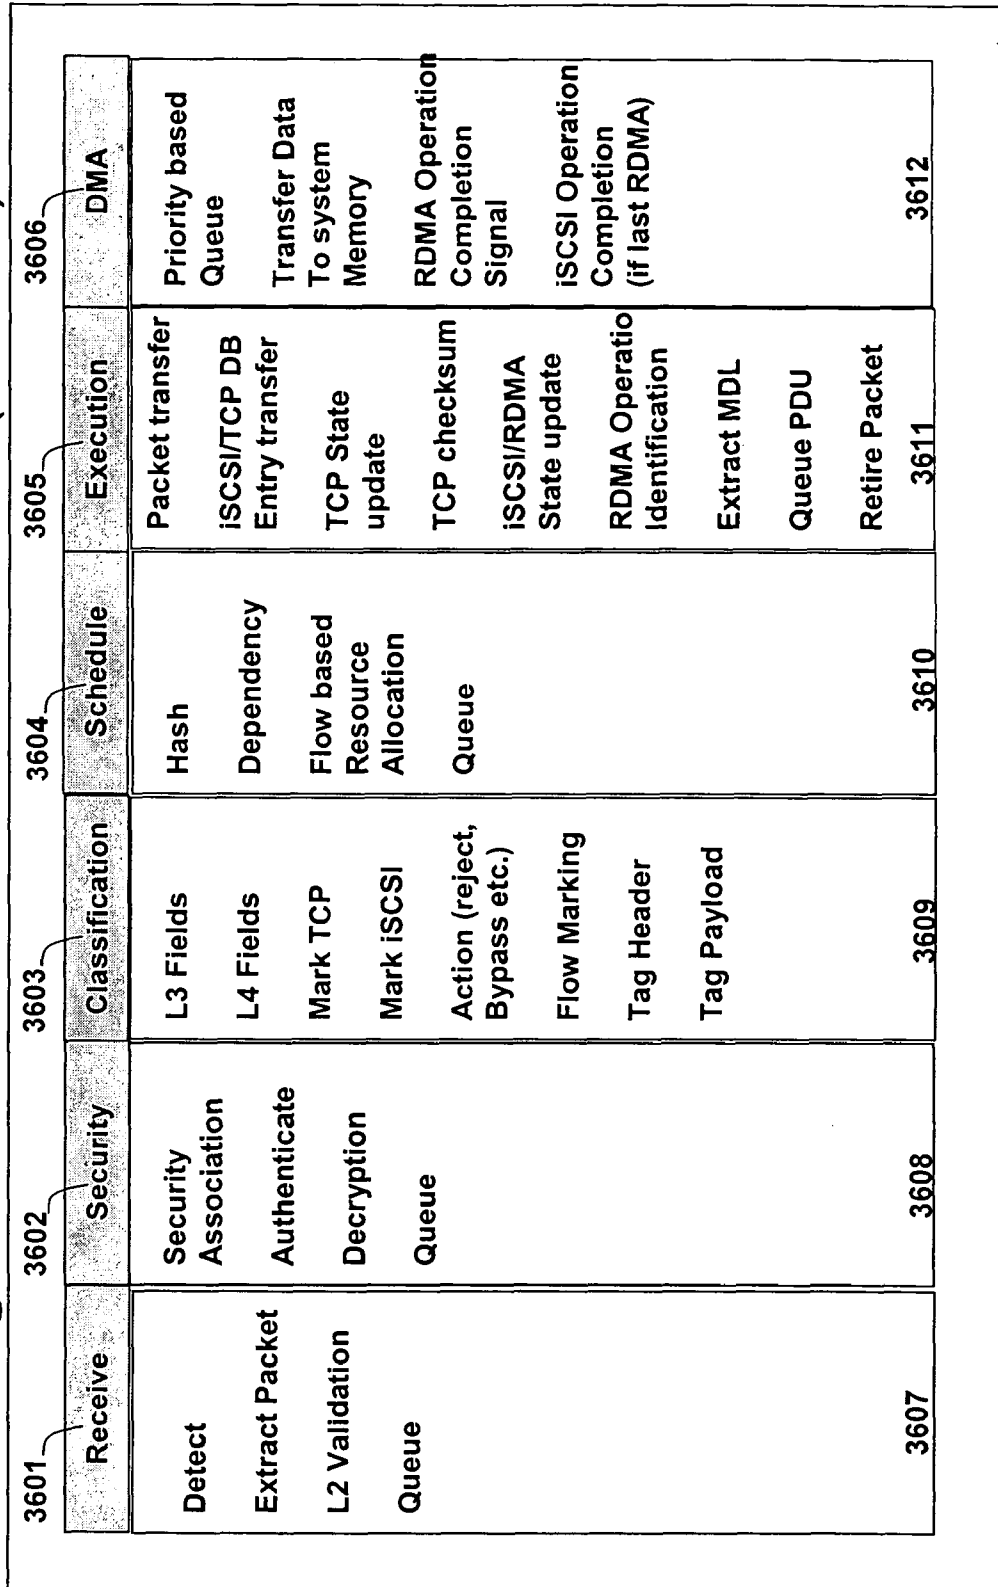 3601
Receive
Detect
Extract Packet
L2 Validation
Queue
3607
3602
Security
Security
Association
Authenticate
Decryption
Queue
3608
3603
Classification
L3 Fields
L4 Fields
Mark TCP
Mark iSCSI
Action (reject,
Bypass etc.)
Flow Marking
Tag Header
Tag Payload
3609
3604
Schedule
Hash
Dependency
Flow based
Resource
Allocation
Queue
3610
3605
Execution
Packet transfer
iSCSI/TCP DB
Entry transfer
TCP State
update
TCP checksum
iSCSI/RDMA
State update
RDMA Operatio
Identification
Extract MDL
Queue PDU
Retire Packet
3611
3606
DMA
Priority based
Queue
Transfer Data
To system
Memory
RDMA Operation
Completion
Signal
iSCSI Operation
Completion
(if last RDMA)
3612